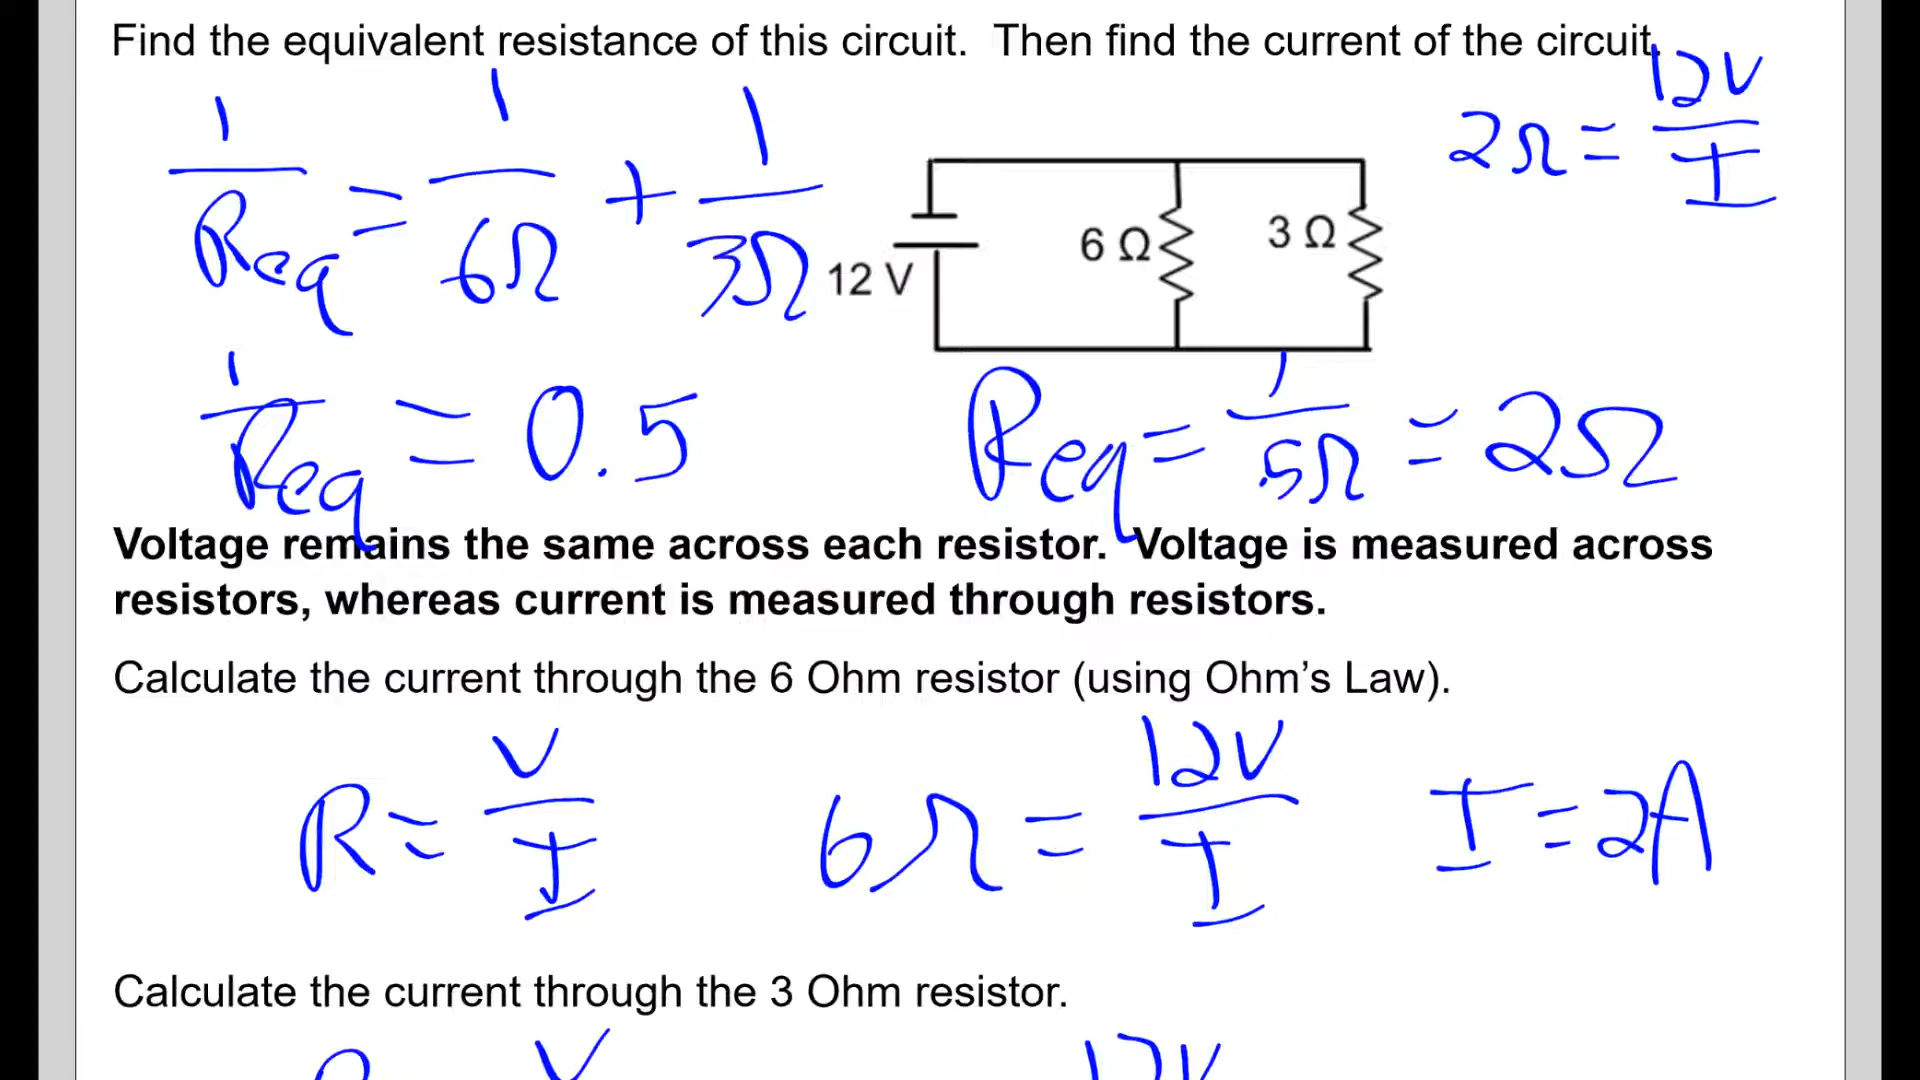 Find the equivalent resistance of this circuit. Then find the current of the circuit.
1/Req = 1/6Ω + 1/3Ω
2Ω = 12V/I
12 V
6 Ω
3 Ω
1/Req = 0.5
Req = 1/.5Ω = 2Ω
Voltage remains the same across each resistor. Voltage is measured across
resistors, whereas current is measured through resistors.
Calculate the current through the 6 Ohm resistor (using Ohm’s Law).
R = V/I
6Ω = 12V/I
I = 2A
Calculate the current through the 3 Ohm resistor.
R V 12V